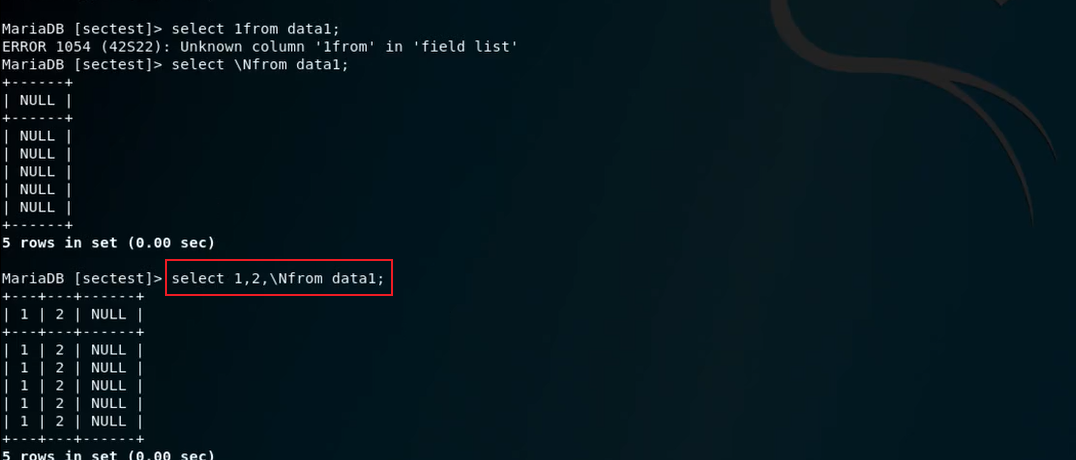 MariaDB [sectest]> select 1from data1;
ERROR 1054 (42S22): Unknown column '1from' in 'field list'
MariaDB [sectest]> select \Nfrom data1;
+------+
| NULL |
+------+
| NULL |
| NULL |
| NULL |
| NULL |
| NULL |
+------+
5 rows in set (0.00 sec)
MariaDB [sectest]> select 1,2,\Nfrom data1;
+---+---+------+
| 1 | 2 | NULL |
+---+---+------+
| 1 | 2 | NULL |
| 1 | 2 | NULL |
| 1 | 2 | NULL |
| 1 | 2 | NULL |
| 1 | 2 | NULL |
+---+---+------+
5 rows in set (0.00 sec)